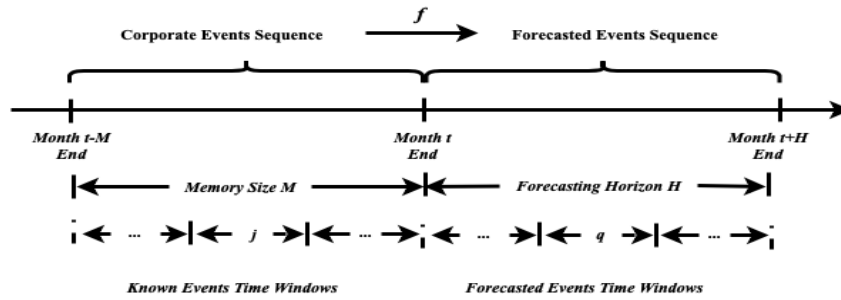 f
Corporate Events Sequence Forecasted Events Sequence
Month t-M Month t Month t+H
End End End
Memory Size M Forecasting Horizon H
... j ... ... q ...
Known Events Time Windows Forecasted Events Time Windows